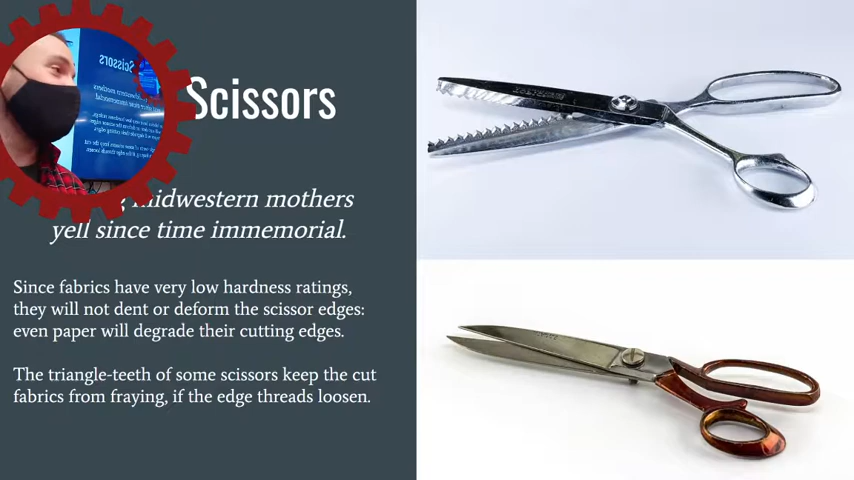 Scissors
midwestern mothers
yell since time immemorial.
Since fabrics have very low hardness ratings,
they will not dent or deform the scissor edges:
even paper will degrade their cutting edges.
The triangle-teeth of some scissors keep the cut
fabrics from fraying, if the edge threads loosen.